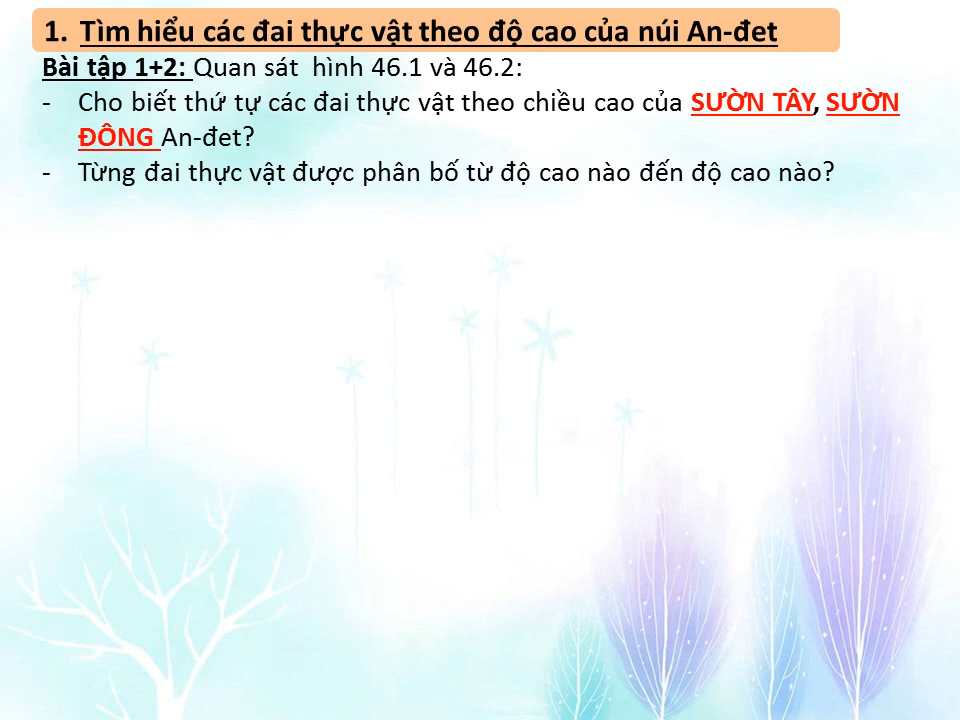 1. Tìm hiểu các đai thực vật theo độ cao của núi An-đet
Bài tập 1+2: Quan sát hình 46.1 và 46.2:
- Cho biết thứ tự các đai thực vật theo chiều cao của SƯỜN TÂY, SƯỜN
ĐÔNG An-đet?
- Từng đai thực vật được phân bố từ độ cao nào đến độ cao nào?